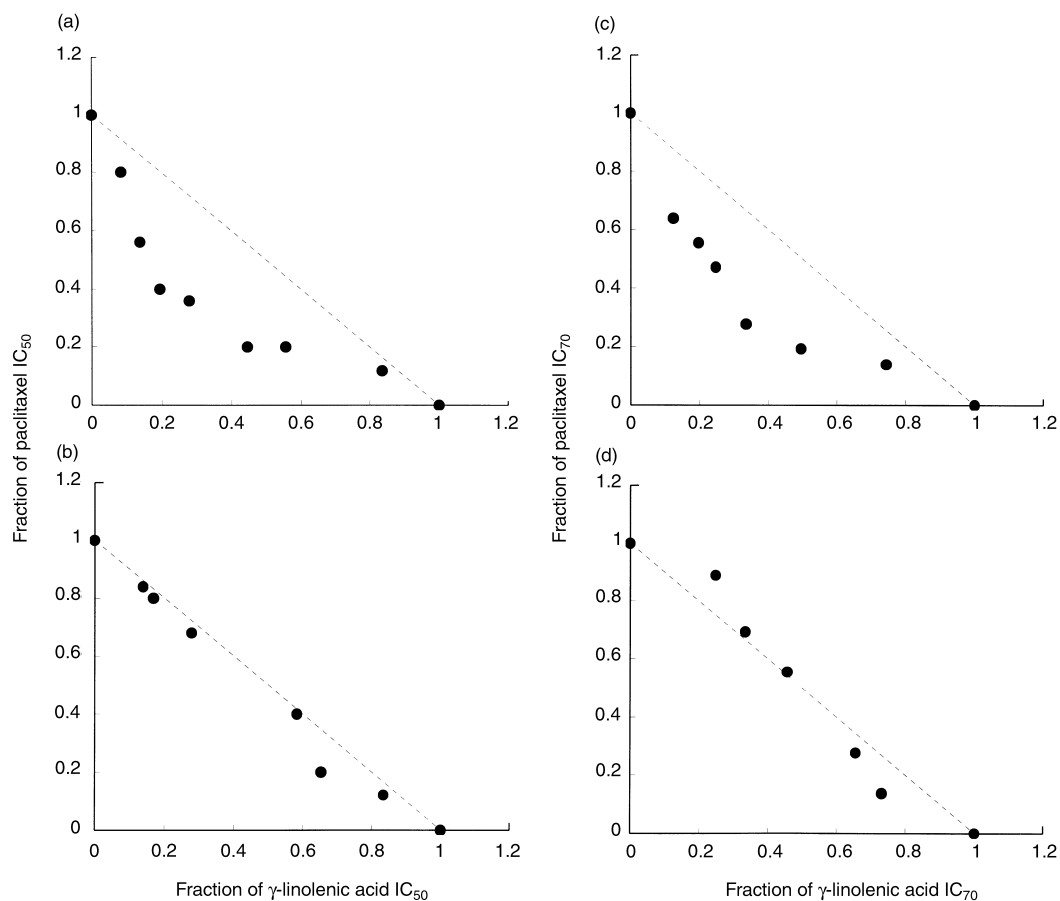 (a)
1.2
1
0.8
0.6
0.4
0.2
0
0 0.2 0.4 0.6 0.8 1 1.2
(b)
1.2
1
0.8
0.6
0.4
0.2
0
0 0.2 0.4 0.6 0.8 1 1.2
Fraction of paclitaxel IC50
Fraction of γ-linolenic acid IC50
(c)
1.2
1
0.8
0.6
0.4
0.2
0
0 0.2 0.4 0.6 0.8 1 1.2
(d)
1.2
1
0.8
0.6
0.4
0.2
0
0 0.2 0.4 0.6 0.8 1 1.2
Fraction of paclitaxel IC70
Fraction of γ-linolenic acid IC70